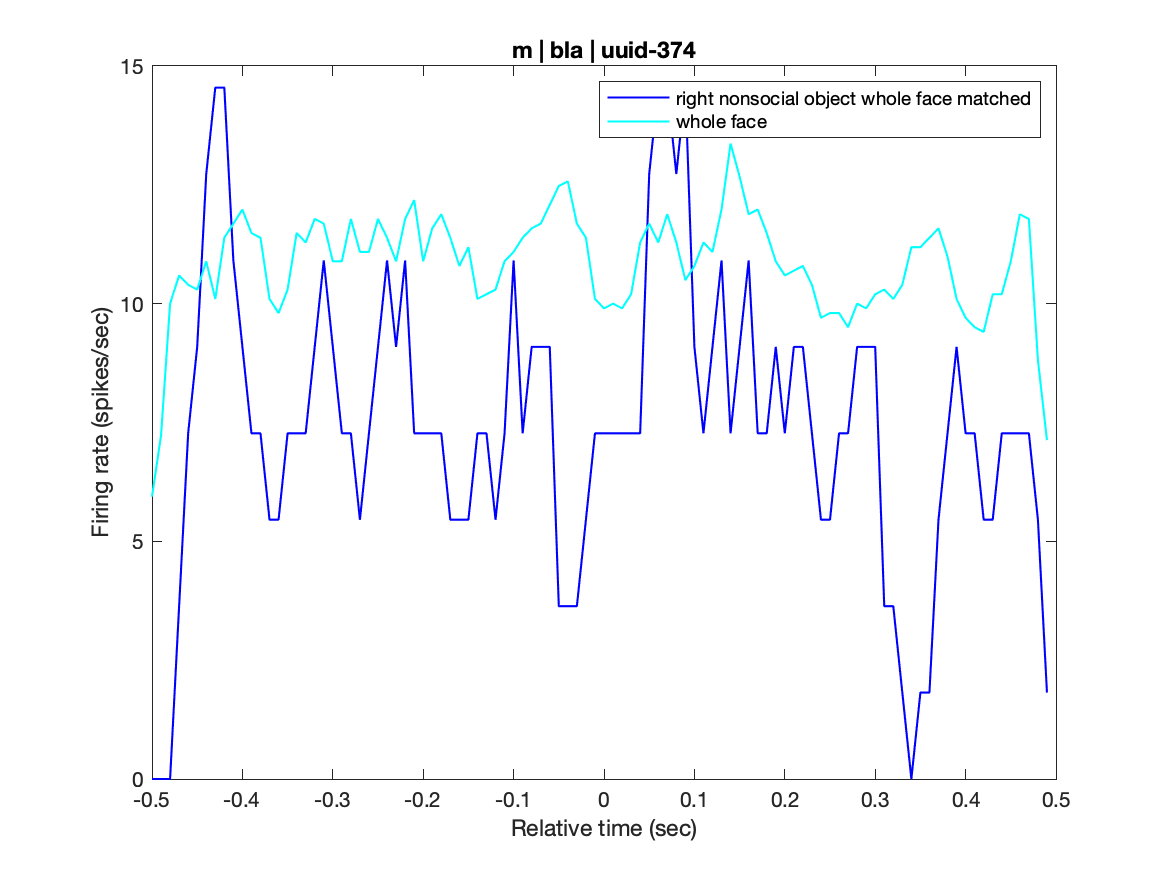 m | bla | uuid-374
15
right nonsocial object whole face matched
whole face
10
Firing rate (spikes/sec)
5
0
-0.5 -0.4 -0.3 -0.2 -0.1 0 0.1 0.2 0.3 0.4 0.5
Relative time (sec)